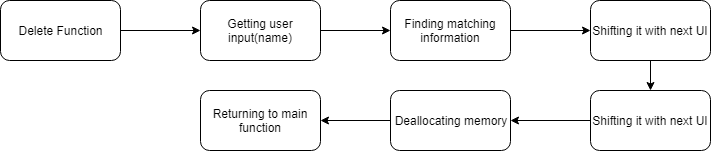 Delete Function
Getting user
input(name)
Finding matching
information
Shifting it with next UI
Shifting it with next UI
Deallocating memory
Returning to main
function